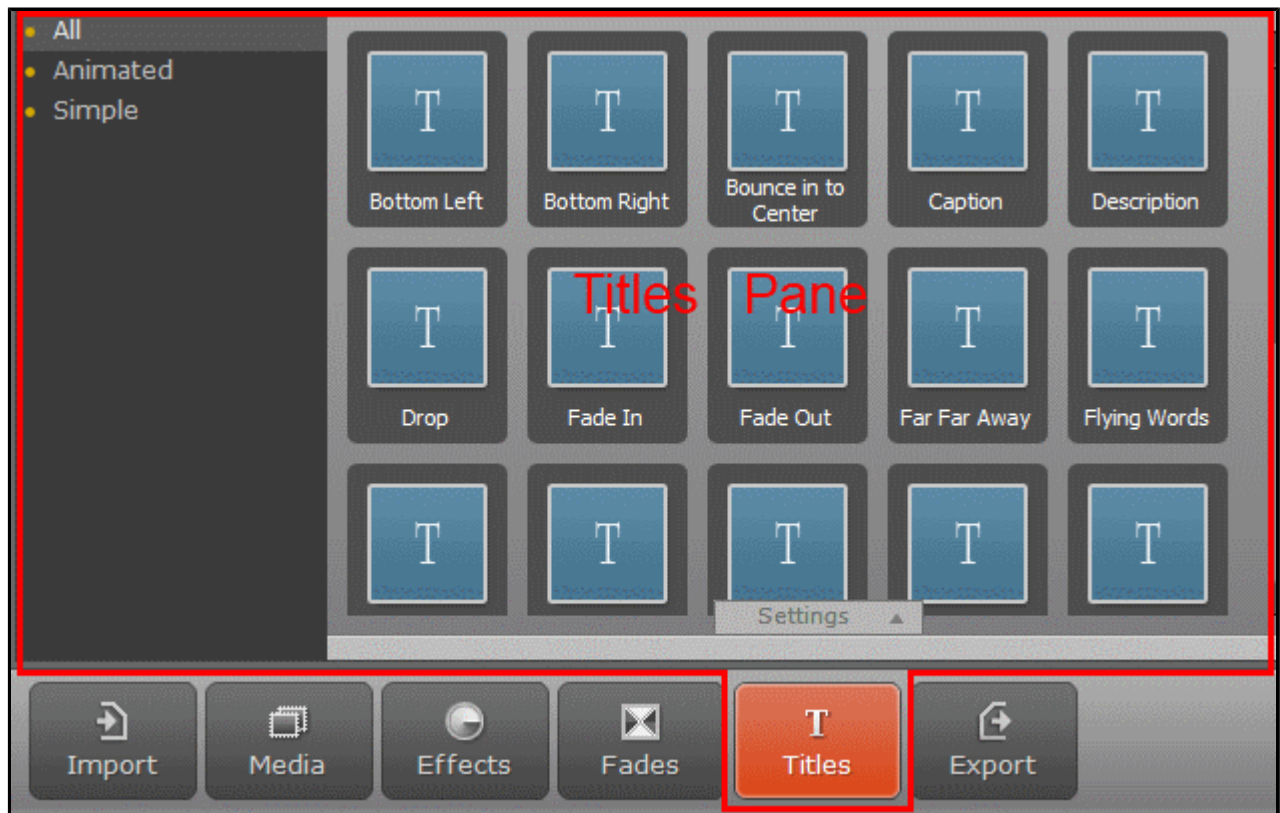 All
Animated
Simple
T
T
T
T
T
Bottom Left
Bottom Right
Bounce in to
Center
Caption
Description
T
T
T
T
T
Titles Pane
Drop
Fade In
Fade Out
Far Far Away
Flying Words
T
T
T
T
T
Settings
Import
Media
Effects
Fades
T
Titles
Export